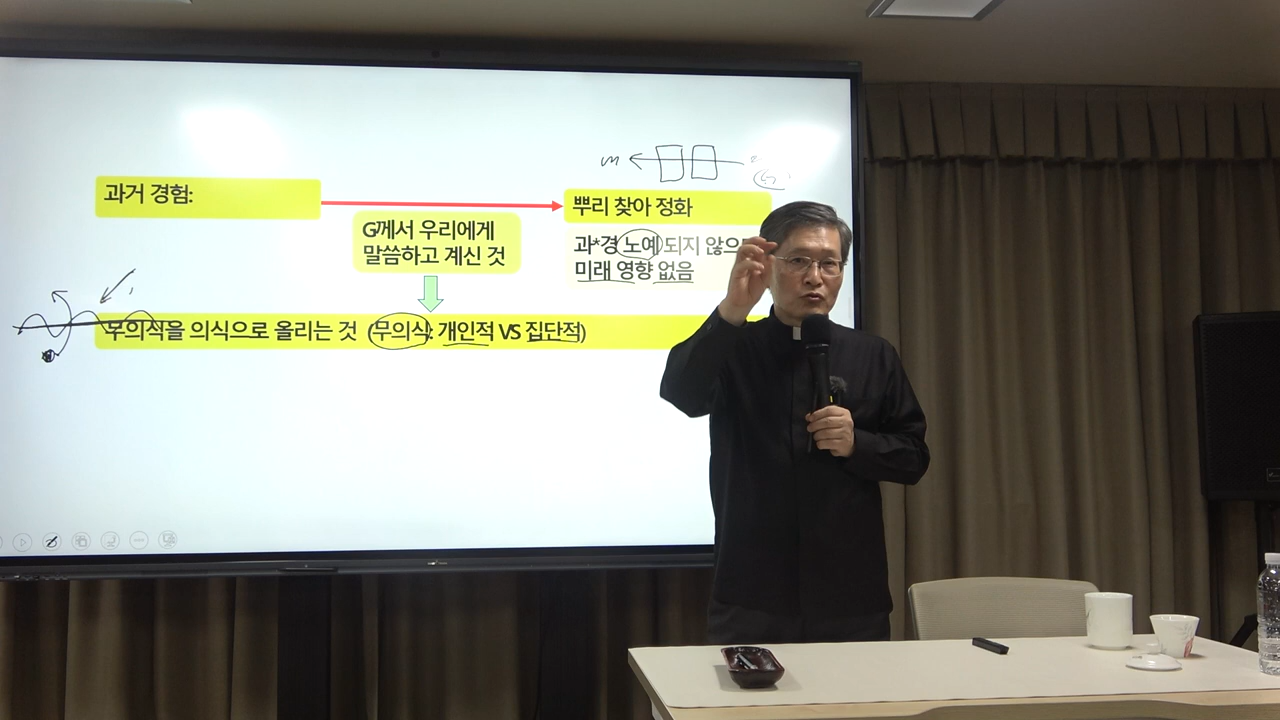 과거 경험:
뿌리 찾아 정화
G께서 우리에게
말씀하고 계신 것
과*경 노예 되지 않으
미래 영향 없음
무의식을 의식으로 올리는 것 (무의식: 개인적 VS 집단적)